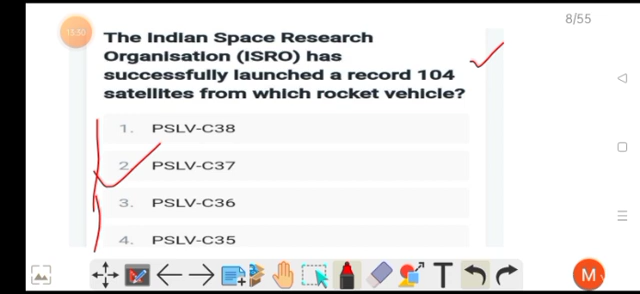 8/55
The Indian Space Research
Organisation (ISRO) has
successfully launched a record 104
satellites from which rocket vehicle?
1. PSLV-C38
2. PSLV-C37
3. PSLV-C36
4. PSLV-C35
T
M